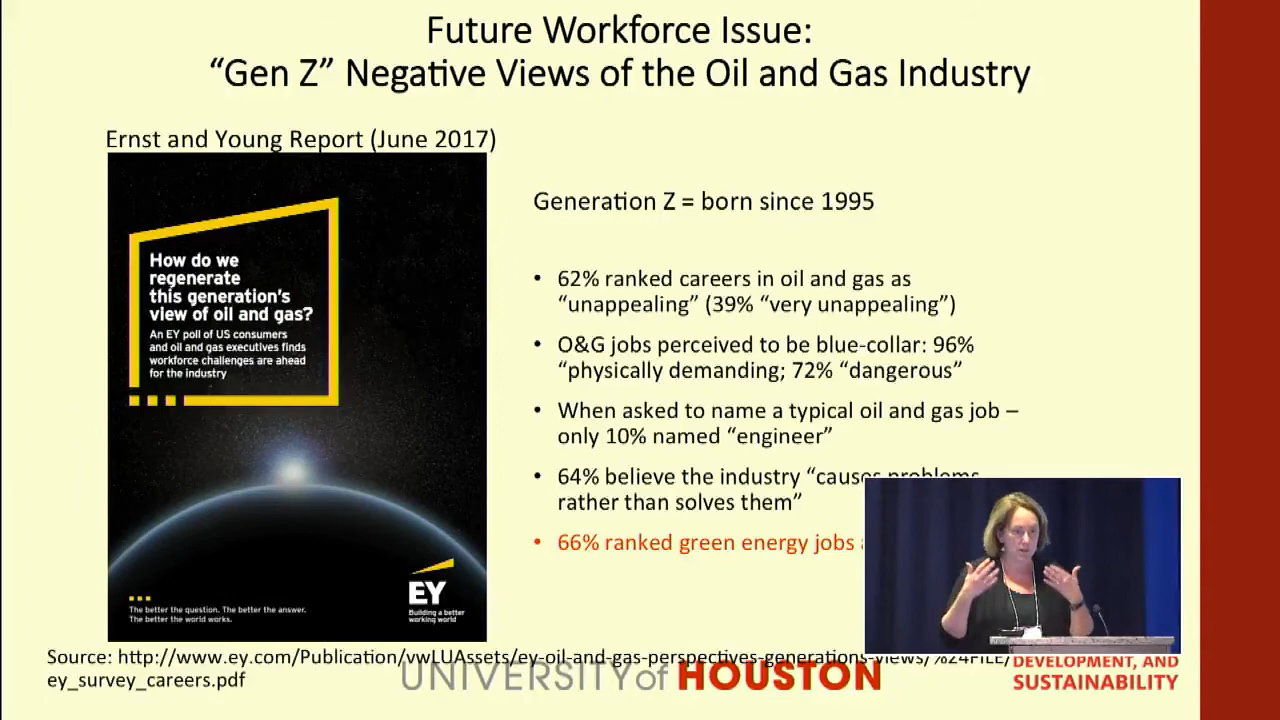 Future Workforce Issue:
“Gen Z” Negative Views of the Oil and Gas Industry
Ernst and Young Report (June 2017)
How do we
regenerate
this generation's
view of oil and gas?
An EY poll of US consumers
and oil and gas executives finds
workforce challenges are ahead
for the industry
The better the question. The better the answer.
The better the world works.
EY
Building a better
working world
Generation Z = born since 1995
• 62% ranked careers in oil and gas as
“unappealing” (39% “very unappealing”)
• O&G jobs perceived to be blue-collar: 96%
“physically demanding; 72% “dangerous”
• When asked to name a typical oil and gas job –
only 10% named “engineer”
• 64% believe the industry “causes problems
rather than solves them”
• 66% ranked green energy jobs
Source: http://www.ey.com/Publication/vwLUAssets/ey-oil-and-gas-perspectives-generations-views/%24FILE/
ey_survey_careers.pdf
UNIVERSITY of HOUSTON
DEVELOPMENT, AND
SUSTAINABILITY